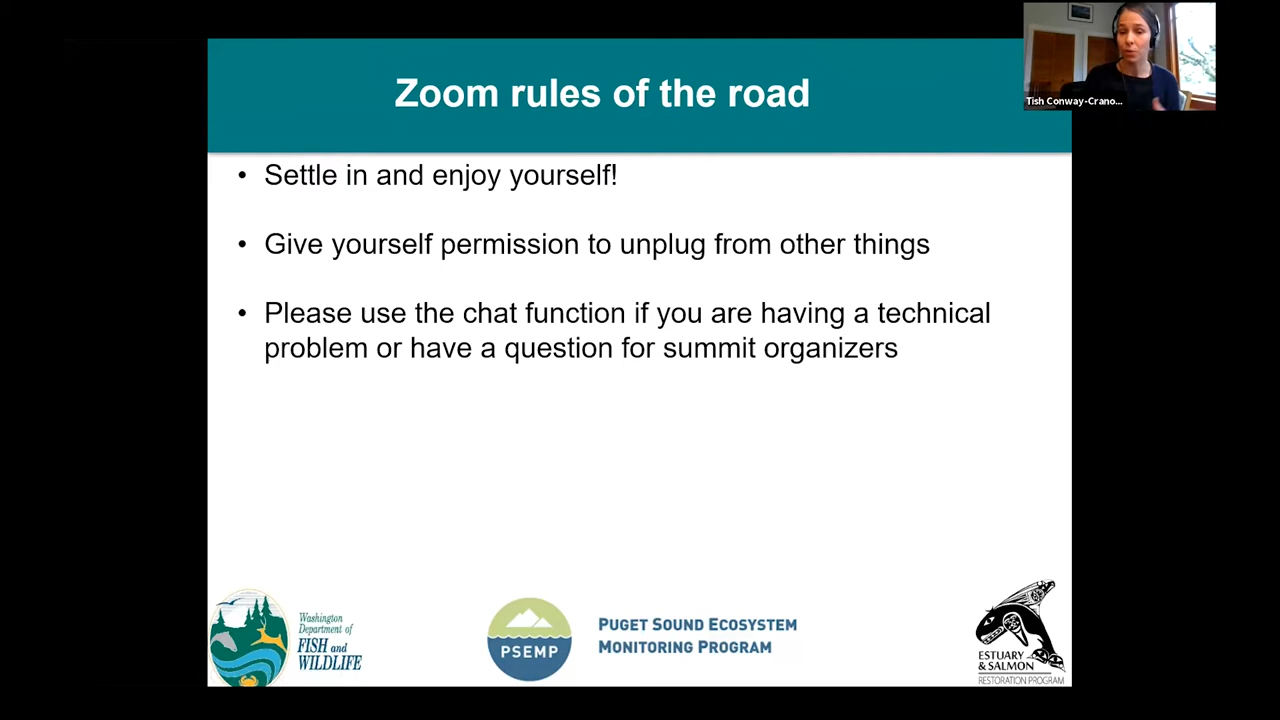 Zoom rules of the road
Tish Conway-Crano...
• Settle in and enjoy yourself!
• Give yourself permission to unplug from other things
• Please use the chat function if you are having a technical
problem or have a question for summit organizers
Washington
Department of
FISH and
WILDLIFE
PSEMP
PUGET SOUND ECOSYSTEM
MONITORING PROGRAM
ESTUARY
& SALMON
RESTORATION PROGRAM